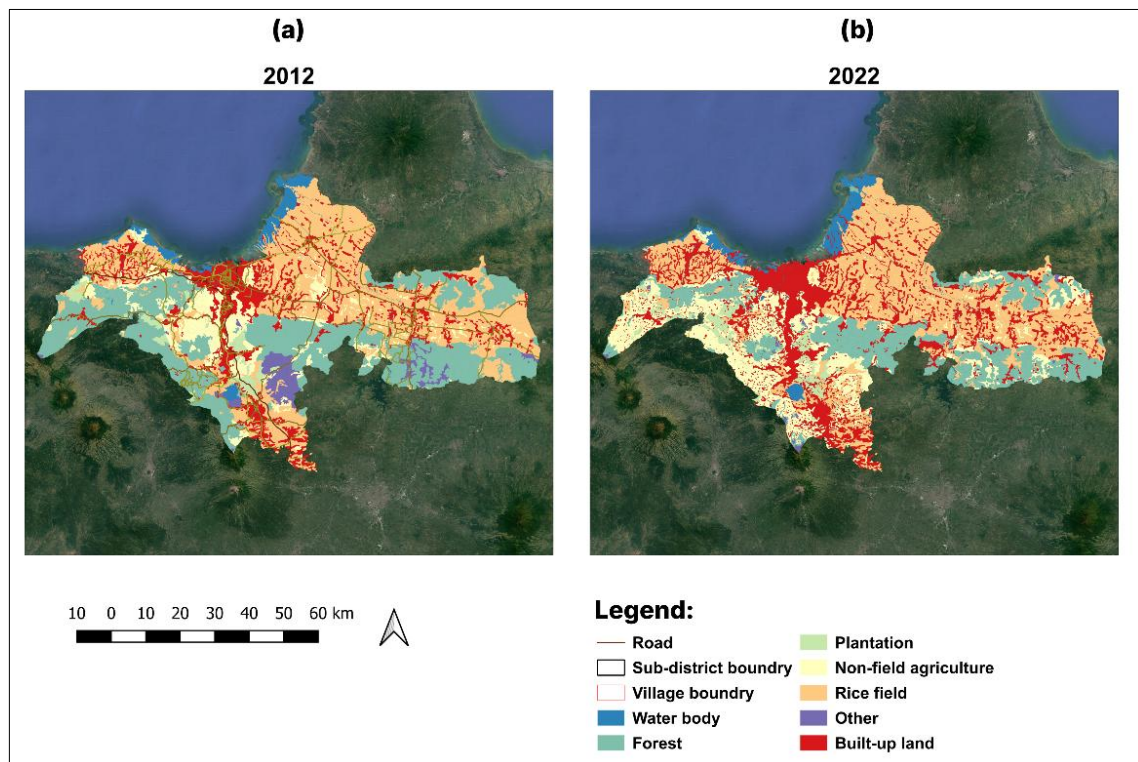 (a)
(b)
2012
2022
10 0 10 20 30 40 50 60 km
Legend:
Road
Sub-district boundry
Village boundry
Water body
Forest
Plantation
Non-field agriculture
Rice field
Other
Built-up land